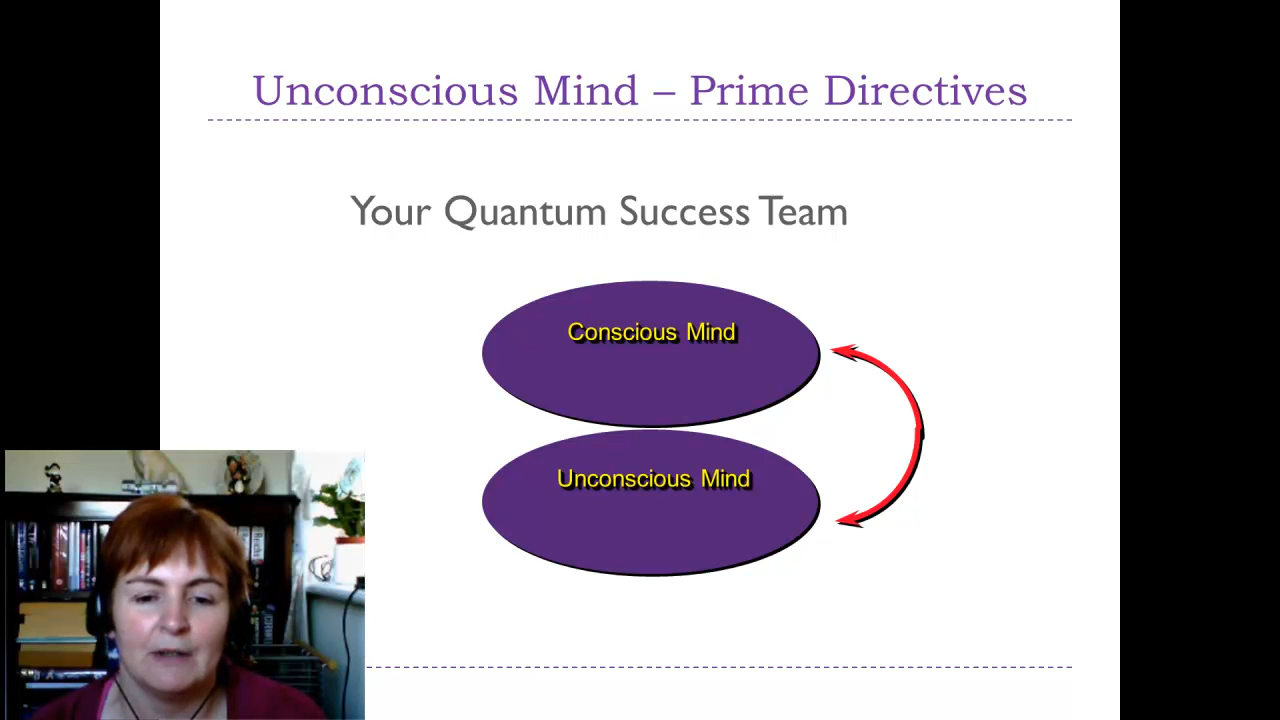 Unconscious Mind – Prime Directives
Your Quantum Success Team
Conscious Mind
Unconscious Mind